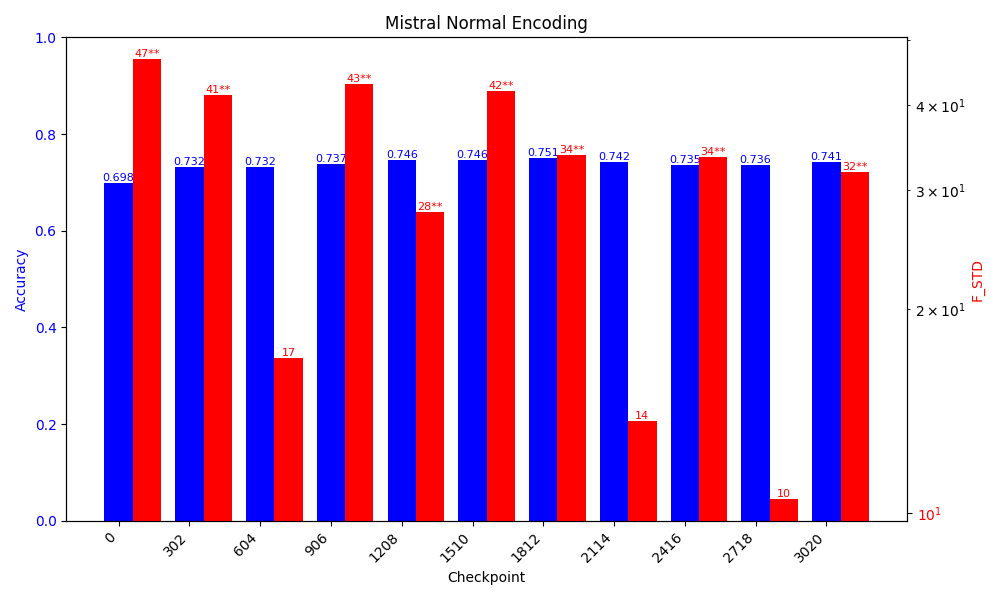 Mistral Normal Encoding
1.0
0.8
0.6
0.4
0.2
0.0
Accuracy
0.698 47**
0.732 41**
0.732 17
0.737 43**
0.746 28**
0.746 42**
0.751 34**
0.742 14
0.735 34**
0.736 10
0.741 32**
4 × 10¹
3 × 10¹
2 × 10¹
10¹
F_STD
0 302 604 906 1208 1510 1812 2114 2416 2718 3020
Checkpoint